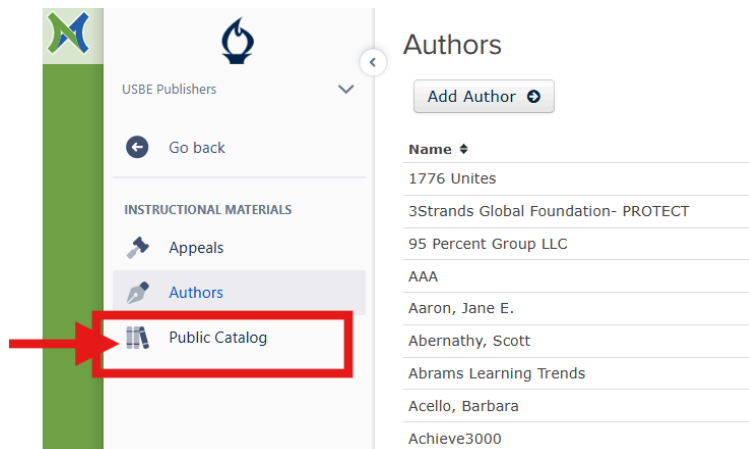 USBE Publishers
Go back
INSTRUCTIONAL MATERIALS
Appeals
Authors
Public Catalog
Authors
Add Author
Name
1776 Unites
3Strands Global Foundation- PROTECT
95 Percent Group LLC
AAA
Aaron, Jane E.
Abernathy, Scott
Abrams Learning Trends
Acello, Barbara
Achieve3000